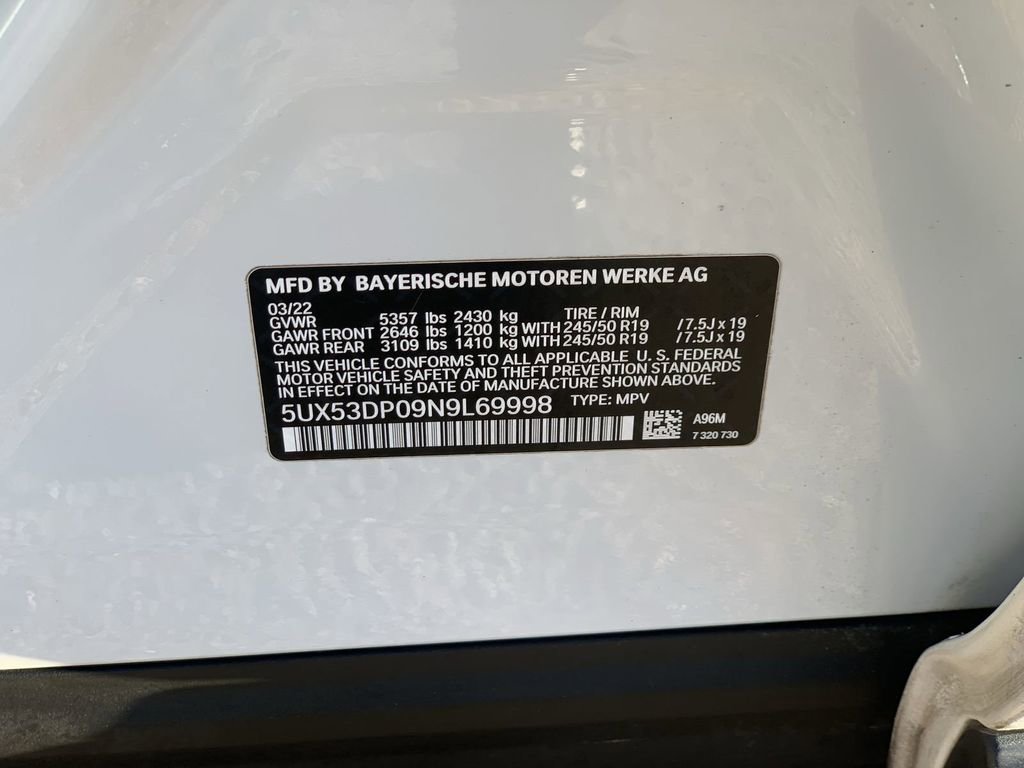 MFD BY BAYERISCHE MOTOREN WERKE AG
03/22
GVWR 5357 lbs 2430 kg TIRE / RIM
GAWR FRONT 2646 lbs 1200 kg WITH 245/50 R19 / 7.5J x 19
GAWR REAR 3109 lbs 1410 kg WITH 245/50 R19 / 7.5J x 19
THIS VEHICLE CONFORMS TO ALL APPLICABLE U. S. FEDERAL
MOTOR VEHICLE SAFETY AND THEFT PREVENTION STANDARDS
IN EFFECT ON THE DATE OF MANUFACTURE SHOWN ABOVE.
5UX53DP09N9L69998 TYPE: MPV
A96M
7 320 730